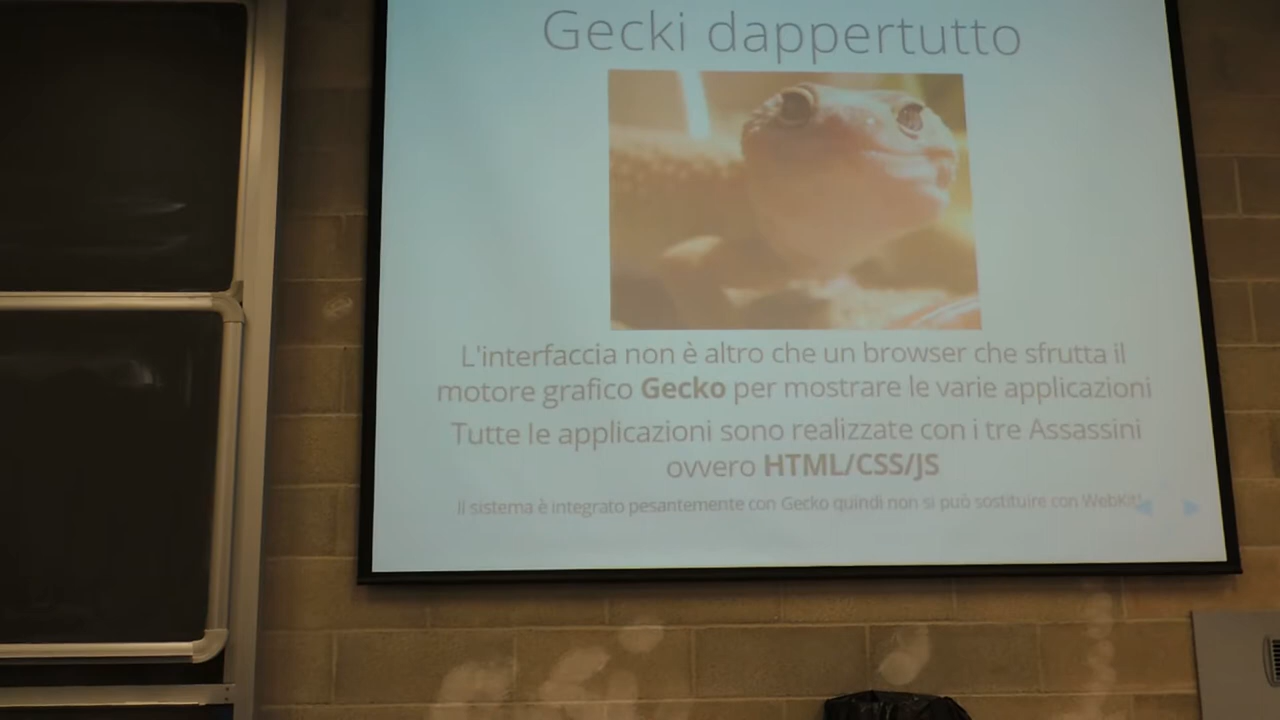 Gecki dappertutto
L'interfaccia non è altro che un browser che sfrutta il
motore grafico Gecko per mostrare le varie applicazioni
Tutte le applicazioni sono realizzate con i tre Assassini
ovvero HTML/CSS/JS
Il sistema è integrato pesantemente con Gecko quindi non si può sostituire con WebKit!